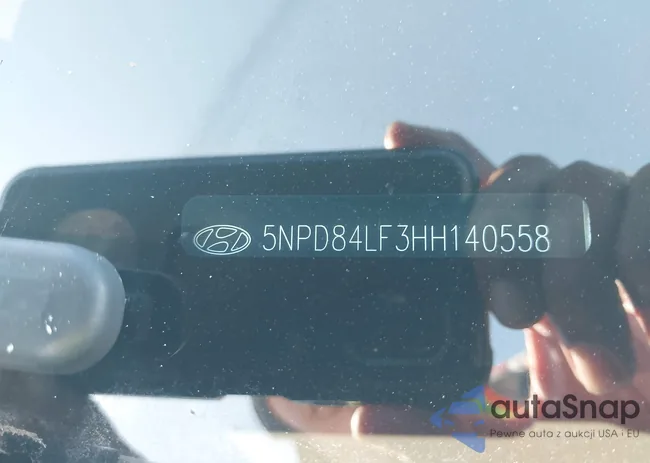 5NPD84LF3HH140558
autaSnap
Pewne auta z aukcji USA i EU